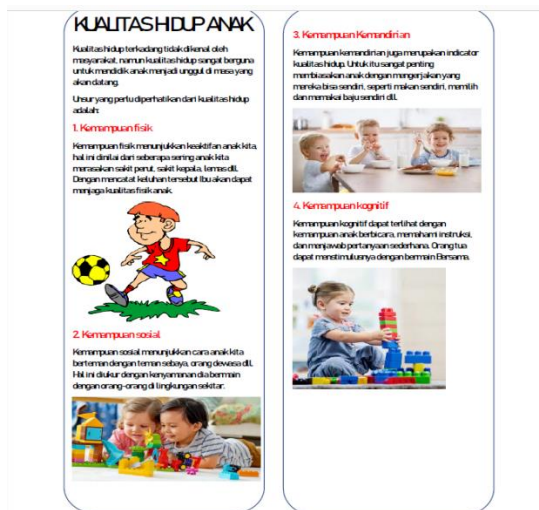 KUALITAS HIDUP ANAK
Kualitas hidup terkadang tidak dikenal oleh
masyarakat, namun kualitas hidup sangat berguna
untuk mendidik anak menjadi unggul di masa yang
akan datang.
Unsur yang perlu diperhatikan dari kualitas hidup
adalah:
1. Kemampuan fisik
Kemampuan fisik menunjukkan keaktifan anak kita,
hal ini dinilai dari seberapa sering anak kita
merasakan sakit perut, sakit kepala, lemas dll.
Dengan mencatat keluhan tersebut Ibu akan dapat
menjaga kualitas fisik anak.
2. Kemampuan sosial
Kemampuan sosial menunjukkan cara anak kita
berteman dengan teman sebaya, orang dewasa dll.
Hal ini diukur dengan kenyamanan dia bermain
dengan orang-orang di lingkungan sekitar.
3. Kemampuan Kemandirian
Kemampuan kemandirian juga merupakan indicator
kualitas hidup. Untuk itu sangat penting
membiasakan anak dengan mengerjakan yang
mereka bisa sendiri, seperti makan sendiri, memilih
dan memakai baju sendiri dll.
4. Kemampuan kognitif
Kemampuan kognitif dapat terlihat dengan
kemampuan anak berbicara, memahami instruksi,
dan menjawab pertanyaan sederhana. Orang tua
dapat menstimulusnya dengan bermain Bersama.